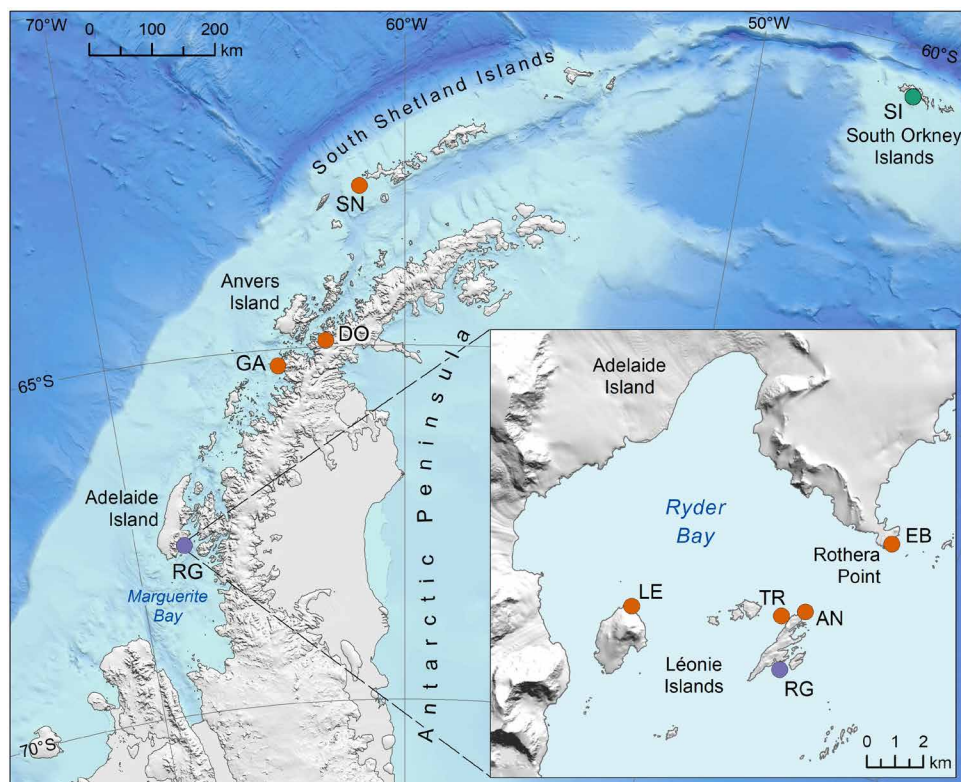 70°W
60°W
50°W
60°S
0 100 200
km
South Shetland Islands
SI
South Orkney
Islands
SN
Anvers
Island
DO
GA
65°S
Antarctic Peninsula
Adelaide
Island
RG
Marguerite
Bay
70°S
Adelaide
Island
Ryder
Bay
EB
Rothera
Point
LE
TR
AN
Léonie
Islands
RG
0 1 2
km